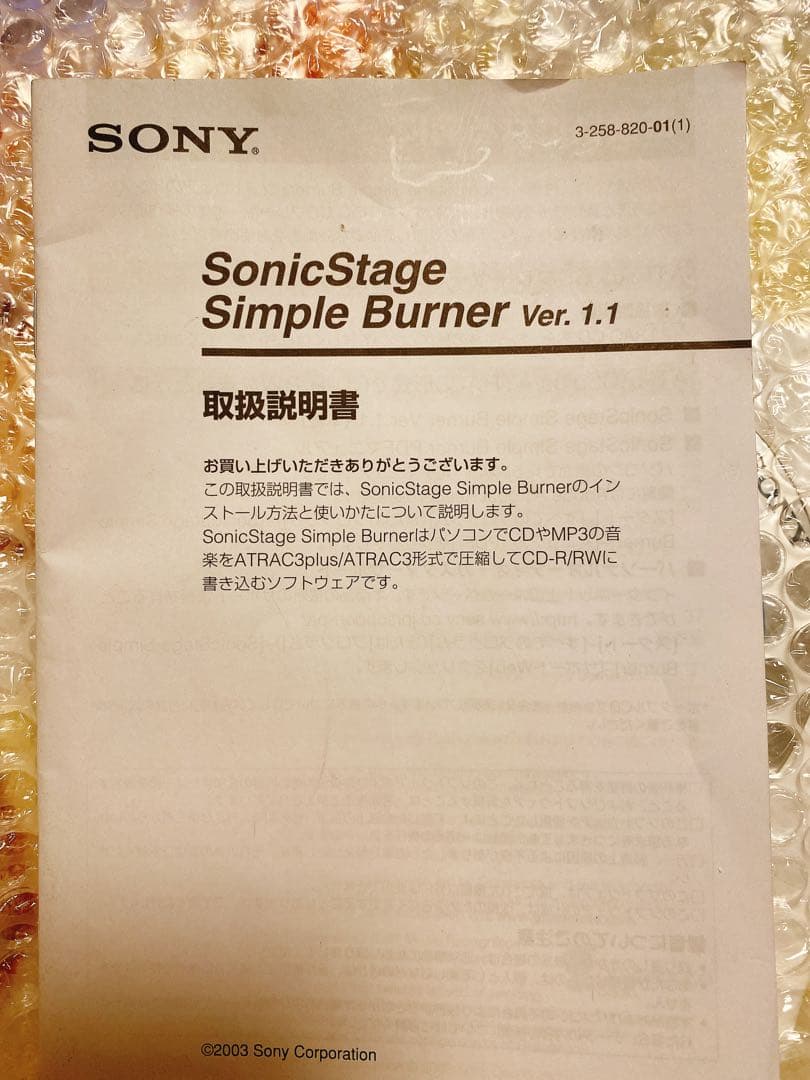 SONY®
3-258-820-01(1)
SonicStage
Simple Burner Ver. 1.1
取扱説明書
お買い上げいただきありがとうございます。
この取扱説明書では、SonicStage Simple Burnerのイン
ストール方法と使いかたについて説明します。
SonicStage Simple BurnerはパソコンでCDやMP3の音
楽をATRAC3plus/ATRAC3形式で圧縮してCD-R/RWに
書き込むソフトウェアです。
©2003 Sony Corporation